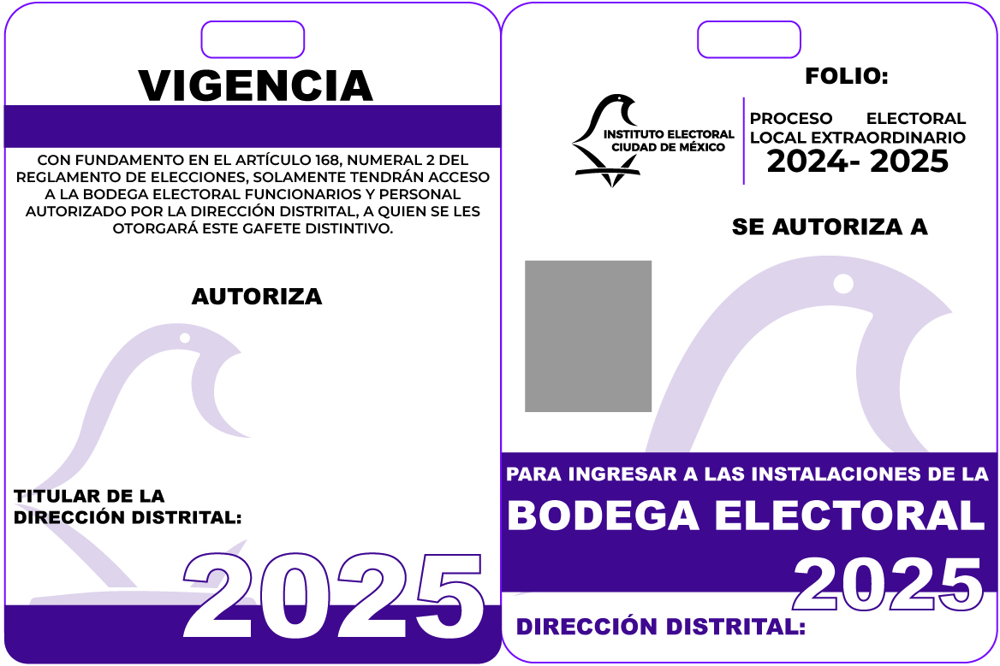 VIGENCIA
CON FUNDAMENTO EN EL ARTÍCULO 168, NUMERAL 2 DEL
REGLAMENTO DE ELECCIONES, SOLAMENTE TENDRÁN ACCESO
A LA BODEGA ELECTORAL FUNCIONARIOS Y PERSONAL
AUTORIZADO POR LA DIRECCIÓN DISTRITAL, A QUIEN SE LES
OTORGARÁ ESTE GAFETE DISTINTIVO.
AUTORIZA
TITULAR DE LA
DIRECCIÓN DISTRITAL:
2025
FOLIO:
INSTITUTO ELECTORAL
CIUDAD DE MÉXICO
PROCESO ELECTORAL
LOCAL EXTRAORDINARIO
2024- 2025
SE AUTORIZA A
PARA INGRESAR A LAS INSTALACIONES DE LA
BODEGA ELECTORAL
2025
DIRECCIÓN DISTRITAL: